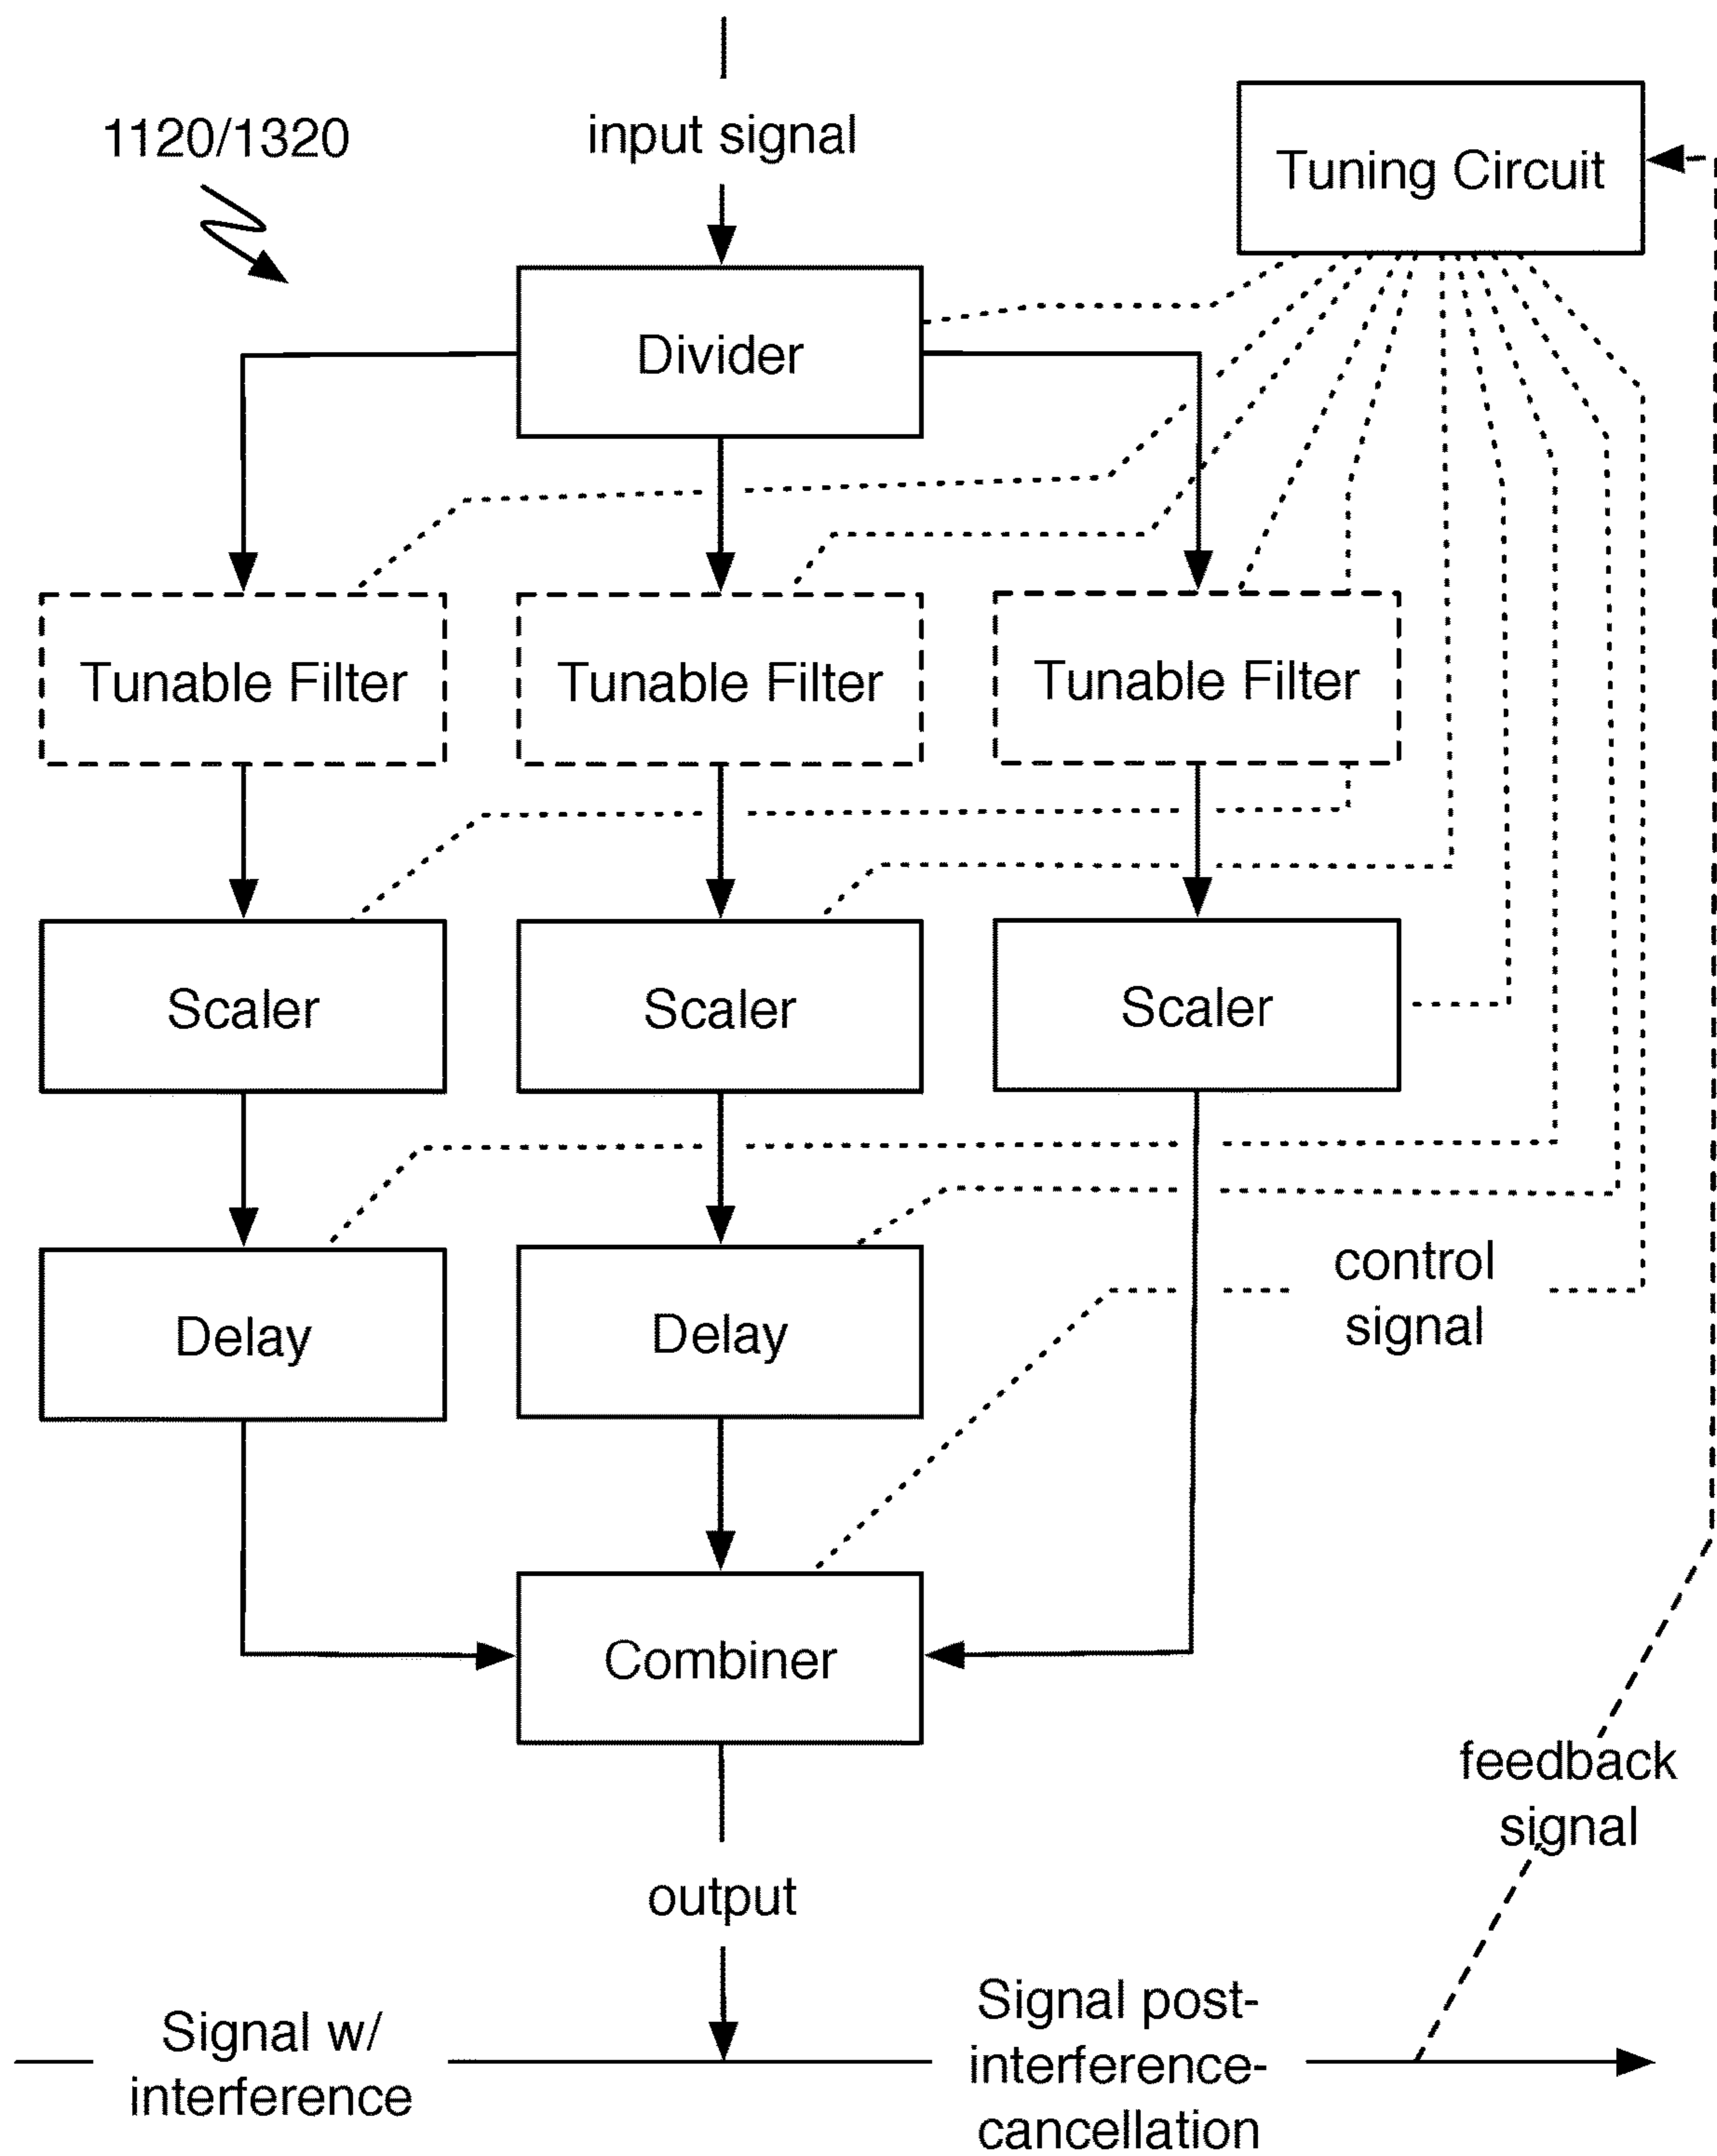 1120/1320
input signal
Tuning Circuit
Divider
Tunable Filter
Tunable Filter
Tunable Filter
Scaler
Scaler
Scaler
Delay
Delay
control
signal
Combiner
feedback
signal
output
Signal w/
interference
Signal post-
interference-
cancellation